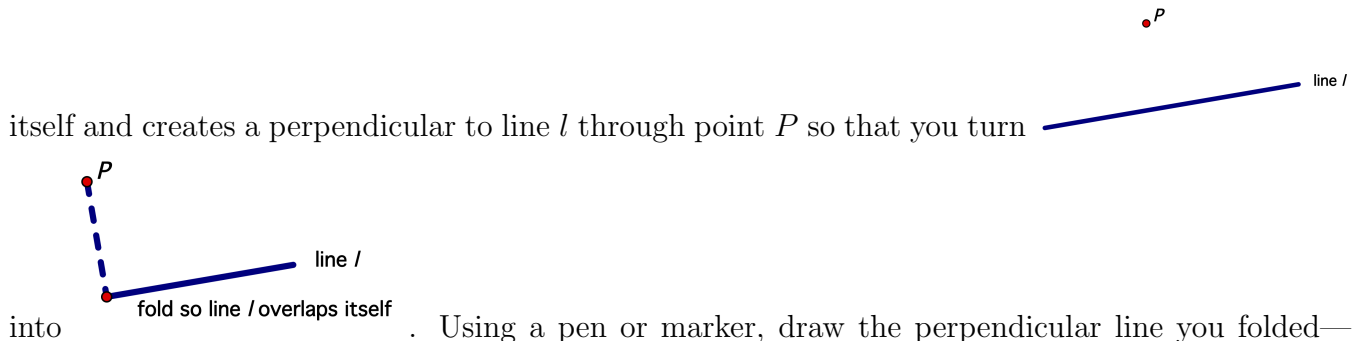 P
line l
itself and creates a perpendicular to line l through point P so that you turn
P
line l
fold so line l overlaps itself
into . Using a pen or marker, draw the perpendicular line you folded—